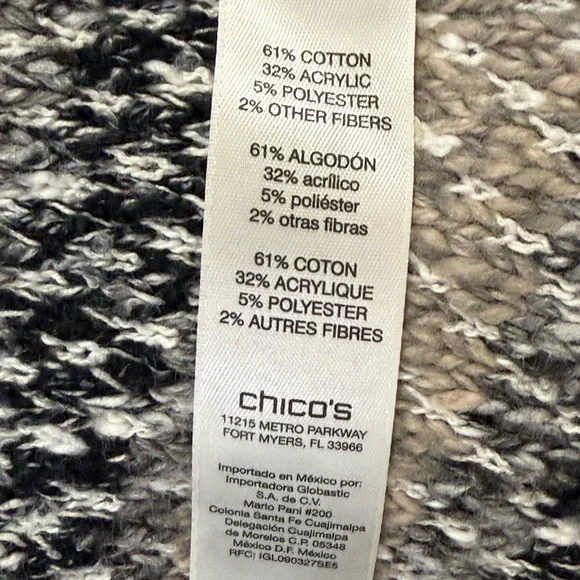 61% COTTON
32% ACRYLIC
5% POLYESTER
2% OTHER FIBERS
61% ALGODÓN
32% acrílico
5% poliéster
2% otras fibras
61% COTON
32% ACRYLIQUE
5% POLYESTER
2% AUTRES FIBRES
chico's
11215 METRO PARKWAY
FORT MYERS, FL 33966
Importado en México por:
Importadora Globastic
S.A. de C.V.
Mario Pani #200
Colonia Santa Fe Cuajimalpa
Delegación Cuajimalpa
de Morelos C.P. 05348
México D.F. México
RFC: IGL090327SE5